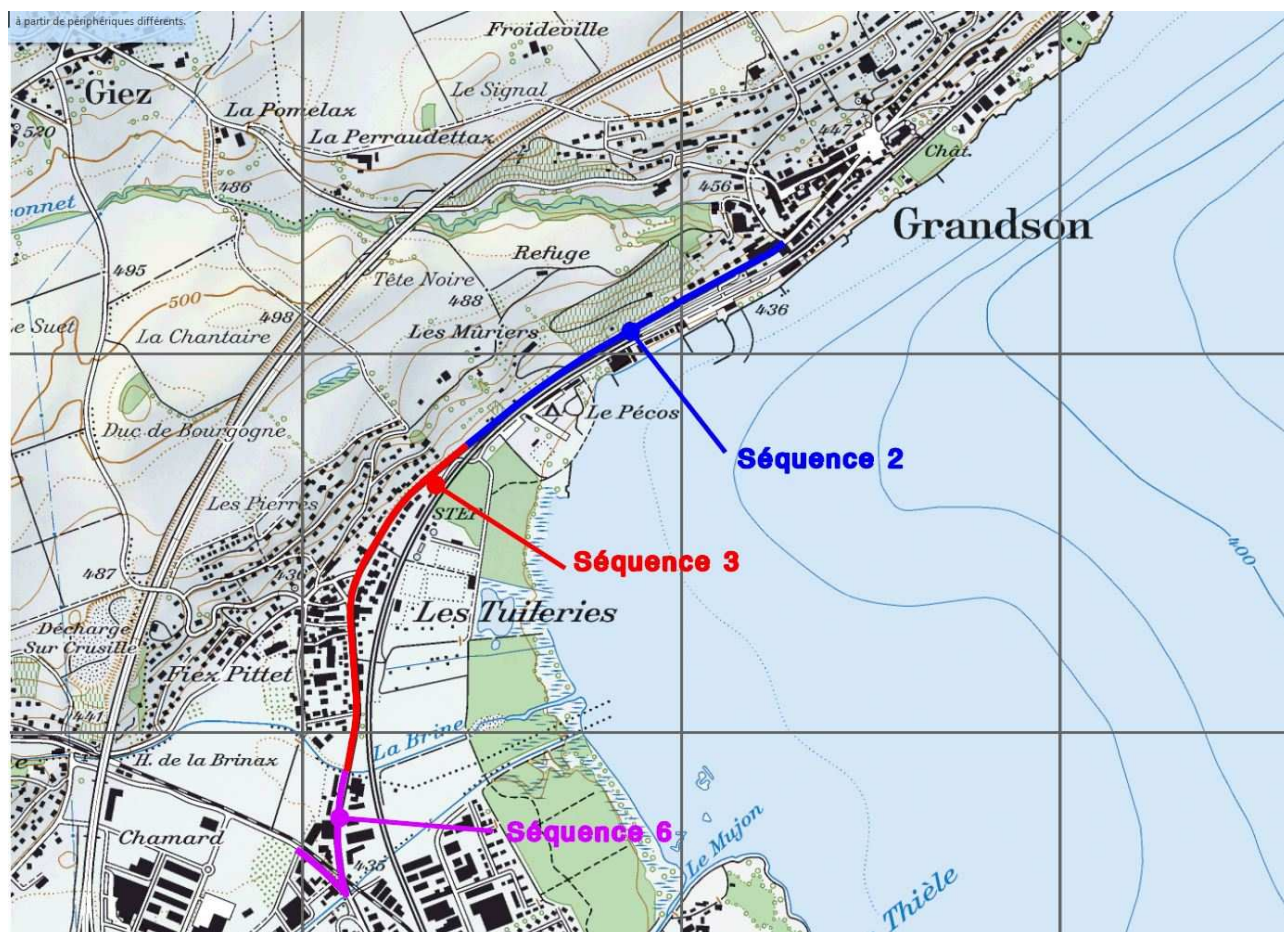 à partir de périphériques différents.
Froideville
Giez
Le Signal
La Pomelax
La Perraudettax
520
447
Chât.
486
456
onnet
Grandson
Refuge
495
Tête Noire
488
436
500
498
Le Suet
La Chantaire
Les Mûriers
Le Pécos
Duc de Bourgogne
Séquence 2
Les Pierres
STEP
Séquence 3
400
487
436
Les Tuileries
Décharge
Sur Crusille
Fiex Pittet
441
La Brine
H. de la Brinax
Chamard
Séquence 6
435
Le Mujon
Thièle